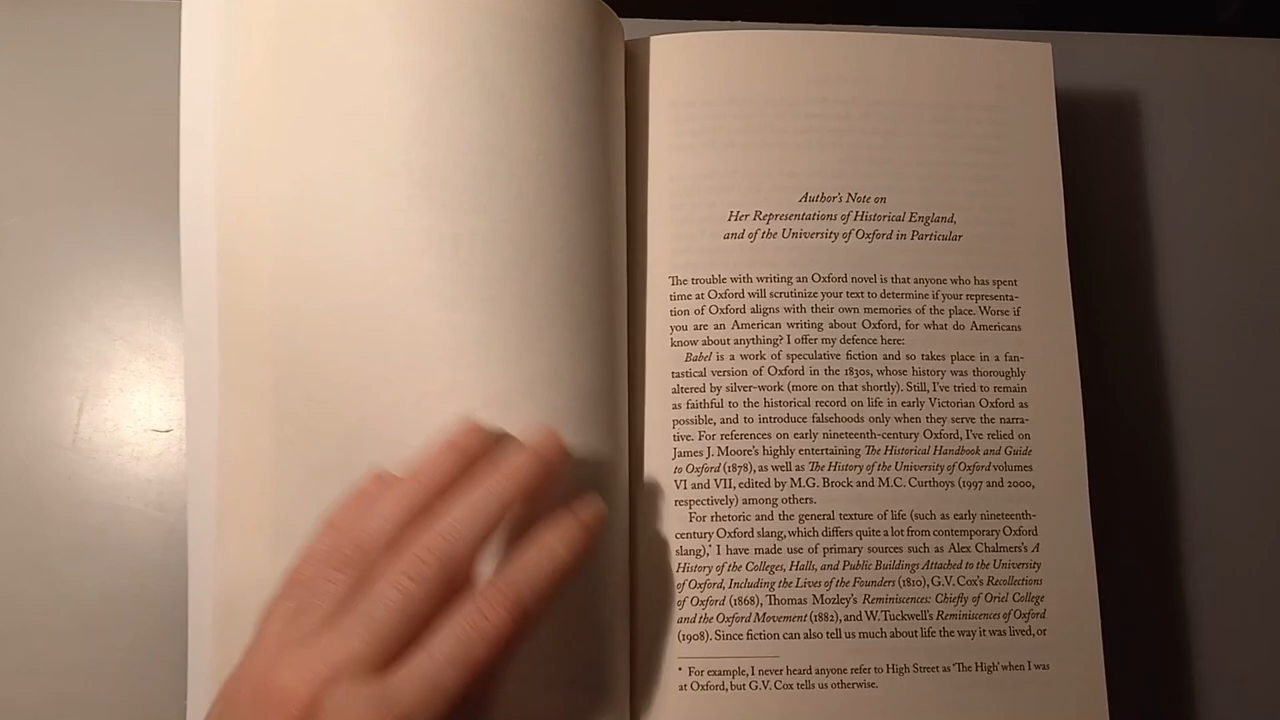 Author's Note on
Her Representations of Historical England,
and of the University of Oxford in Particular
The trouble with writing an Oxford novel is that anyone who has spent
time at Oxford will scrutinize your text to determine if your representa-
tion of Oxford aligns with their own memories of the place. Worse if
you are an American writing about Oxford, for what do Americans
know about anything? I offer my defence here:
Babel is a work of speculative fiction and so takes place in a fan-
tastical version of Oxford in the 1830s, whose history was thoroughly
altered by silver-work (more on that shortly). Still, I've tried to remain
as faithful to the historical record on life in early Victorian Oxford as
possible, and to introduce falsehoods only when they serve the narra-
tive. For references on early nineteenth-century Oxford, I've relied on
James J. Moore's highly entertaining The Historical Handbook and Guide
to Oxford (1878), as well as The History of the University of Oxford volumes
VI and VII, edited by M.G. Brock and M.C. Curthoys (1997 and 2000,
respectively) among others.
For rhetoric and the general texture of life (such as early nineteenth-
century Oxford slang, which differs quite a lot from contemporary Oxford
slang),* I have made use of primary sources such as Alex Chalmers's A
History of the Colleges, Halls, and Public Buildings Attached to the University
of Oxford, Including the Lives of the Founders (1810), G.V. Cox's Recollections
of Oxford (1868), Thomas Mozley's Reminiscences: Chiefly of Oriel College
and the Oxford Movement (1882), and W. Tuckwell's Reminiscences of Oxford
(1908). Since fiction can also tell us much about life the way it was lived, or
* For example, I never heard anyone refer to High Street as 'The High' when I was
at Oxford, but G.V. Cox tells us otherwise.